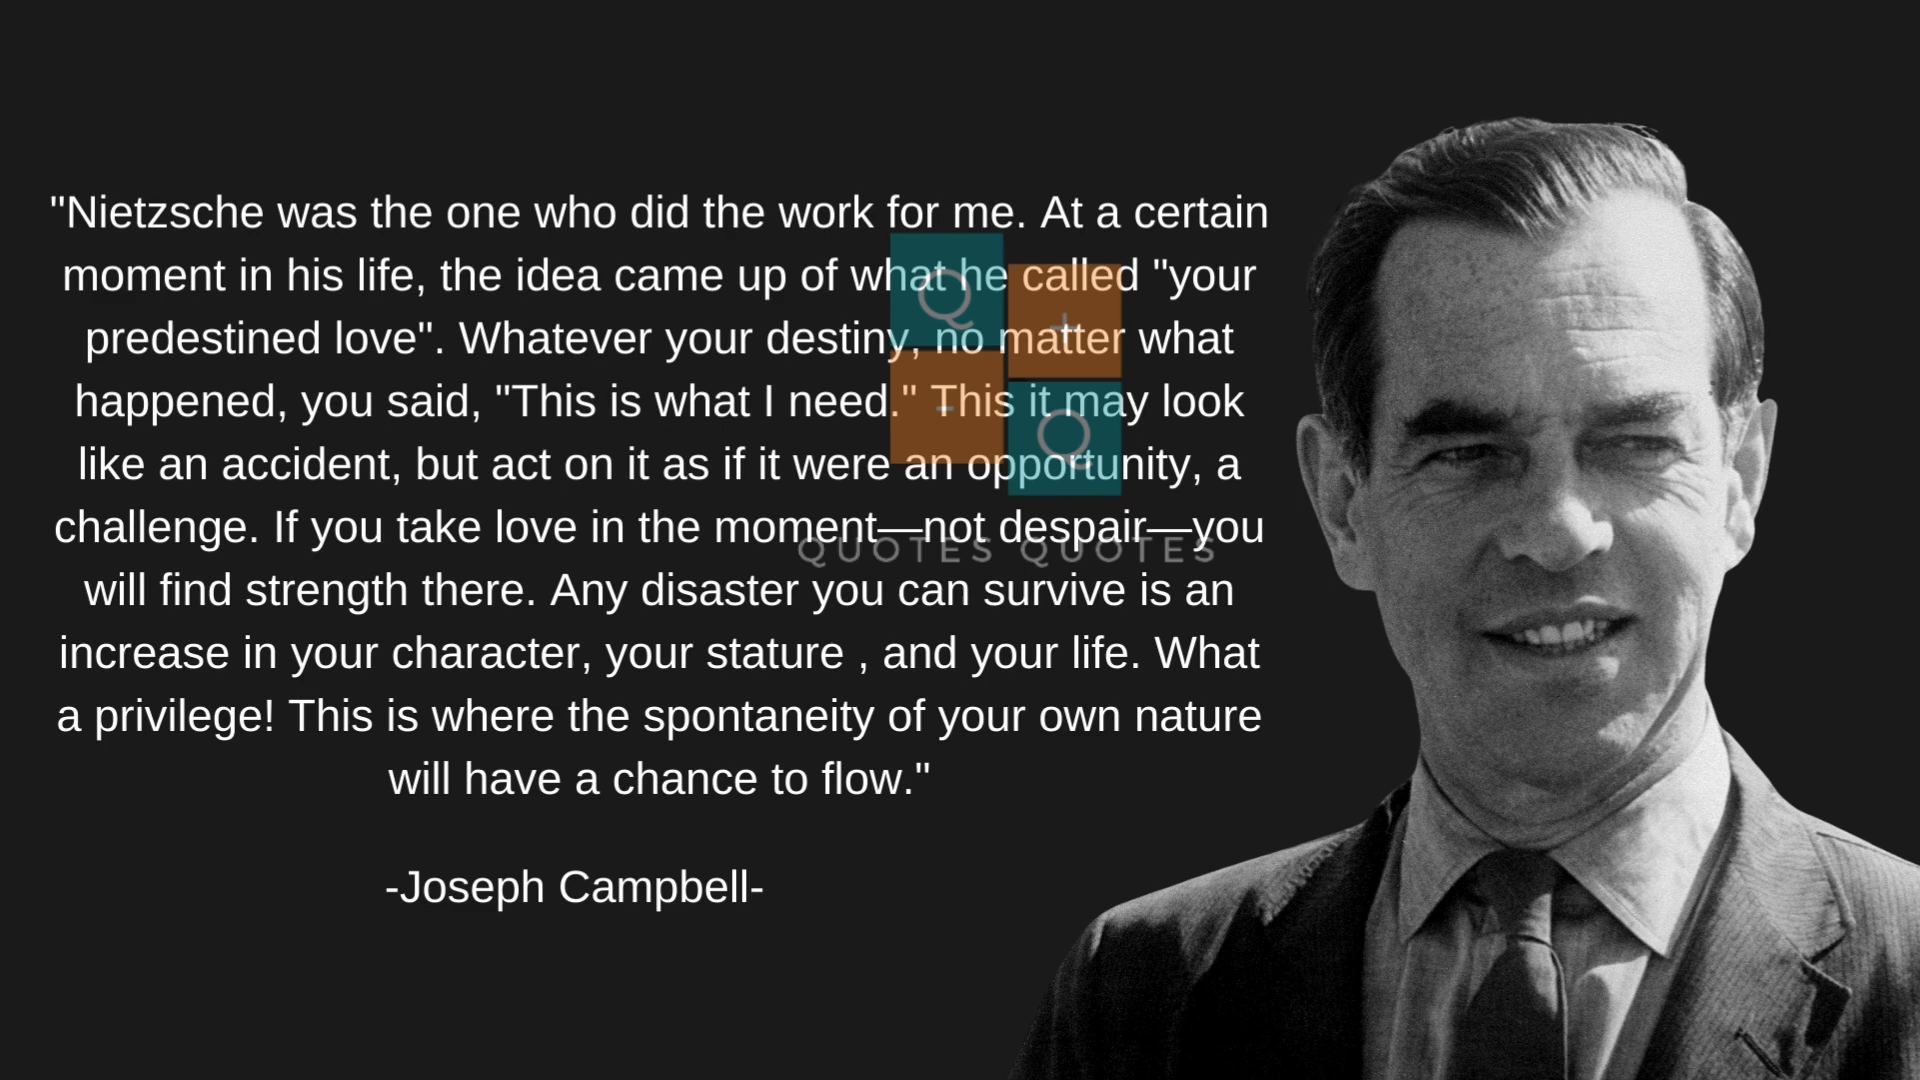 "Nietzsche was the one who did the work for me. At a certain
moment in his life, the idea came up of what he called "your
predestined love". Whatever your destiny, no matter what
happened, you said, "This is what I need." This it may look
like an accident, but act on it as if it were an opportunity, a
challenge. If you take love in the moment—not despair—you
will find strength there. Any disaster you can survive is an
increase in your character, your stature , and your life. What
a privilege! This is where the spontaneity of your own nature
will have a chance to flow."
-Joseph Campbell-
Q
+
-
Q
QUOTES QUOTES